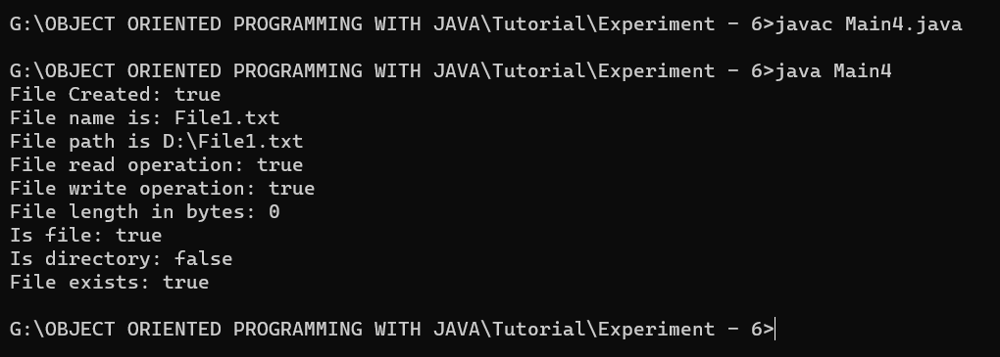 G:\OBJECT ORIENTED PROGRAMMING WITH JAVA\Tutorial\Experiment - 6>javac Main4.java
G:\OBJECT ORIENTED PROGRAMMING WITH JAVA\Tutorial\Experiment - 6>java Main4
File Created: true
File name is: File1.txt
File path is D:\File1.txt
File read operation: true
File write operation: true
File length in bytes: 0
Is file: true
Is directory: false
File exists: true
G:\OBJECT ORIENTED PROGRAMMING WITH JAVA\Tutorial\Experiment - 6>